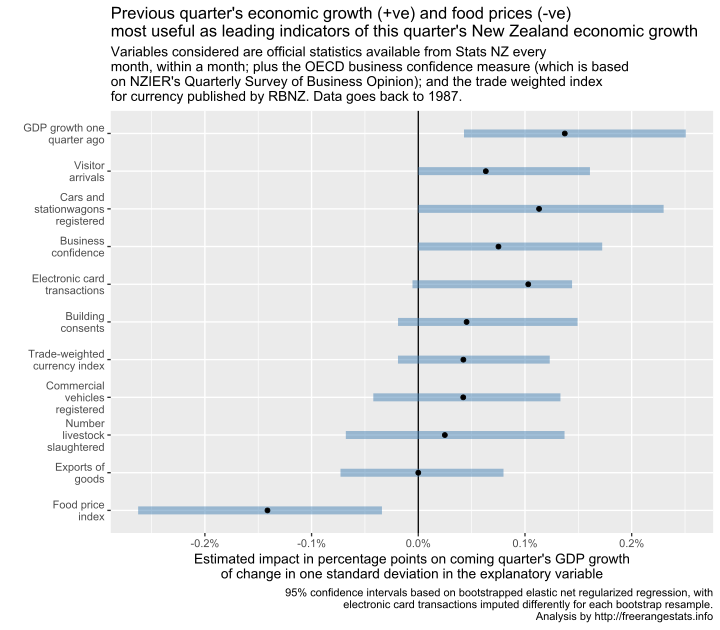 Previous quarter's economic growth (+ve) and food prices (-ve)
most useful as leading indicators of this quarter's New Zealand economic growth
Variables considered are official statistics available from Stats NZ every
month, within a month; plus the OECD business confidence measure (which is based
on NZIER's Quarterly Survey of Business Opinion); and the trade weighted index
for currency published by RBNZ. Data goes back to 1987.
GDP growth one
quarter ago
Visitor
arrivals
Cars and
stationwagons
registered
Business
confidence
Electronic card
transactions
Building
consents
Trade-weighted
currency index
Commercial
vehicles
registered
Number
livestock
slaughtered
Exports of
goods
Food price
index
-0.2% -0.1% 0.0% 0.1% 0.2%
Estimated impact in percentage points on coming quarter's GDP growth
of change in one standard deviation in the explanatory variable
95% confidence intervals based on bootstrapped elastic net regularized regression, with
electronic card transactions imputed differently for each bootstrap resample.
Analysis by http://freerangestats.info